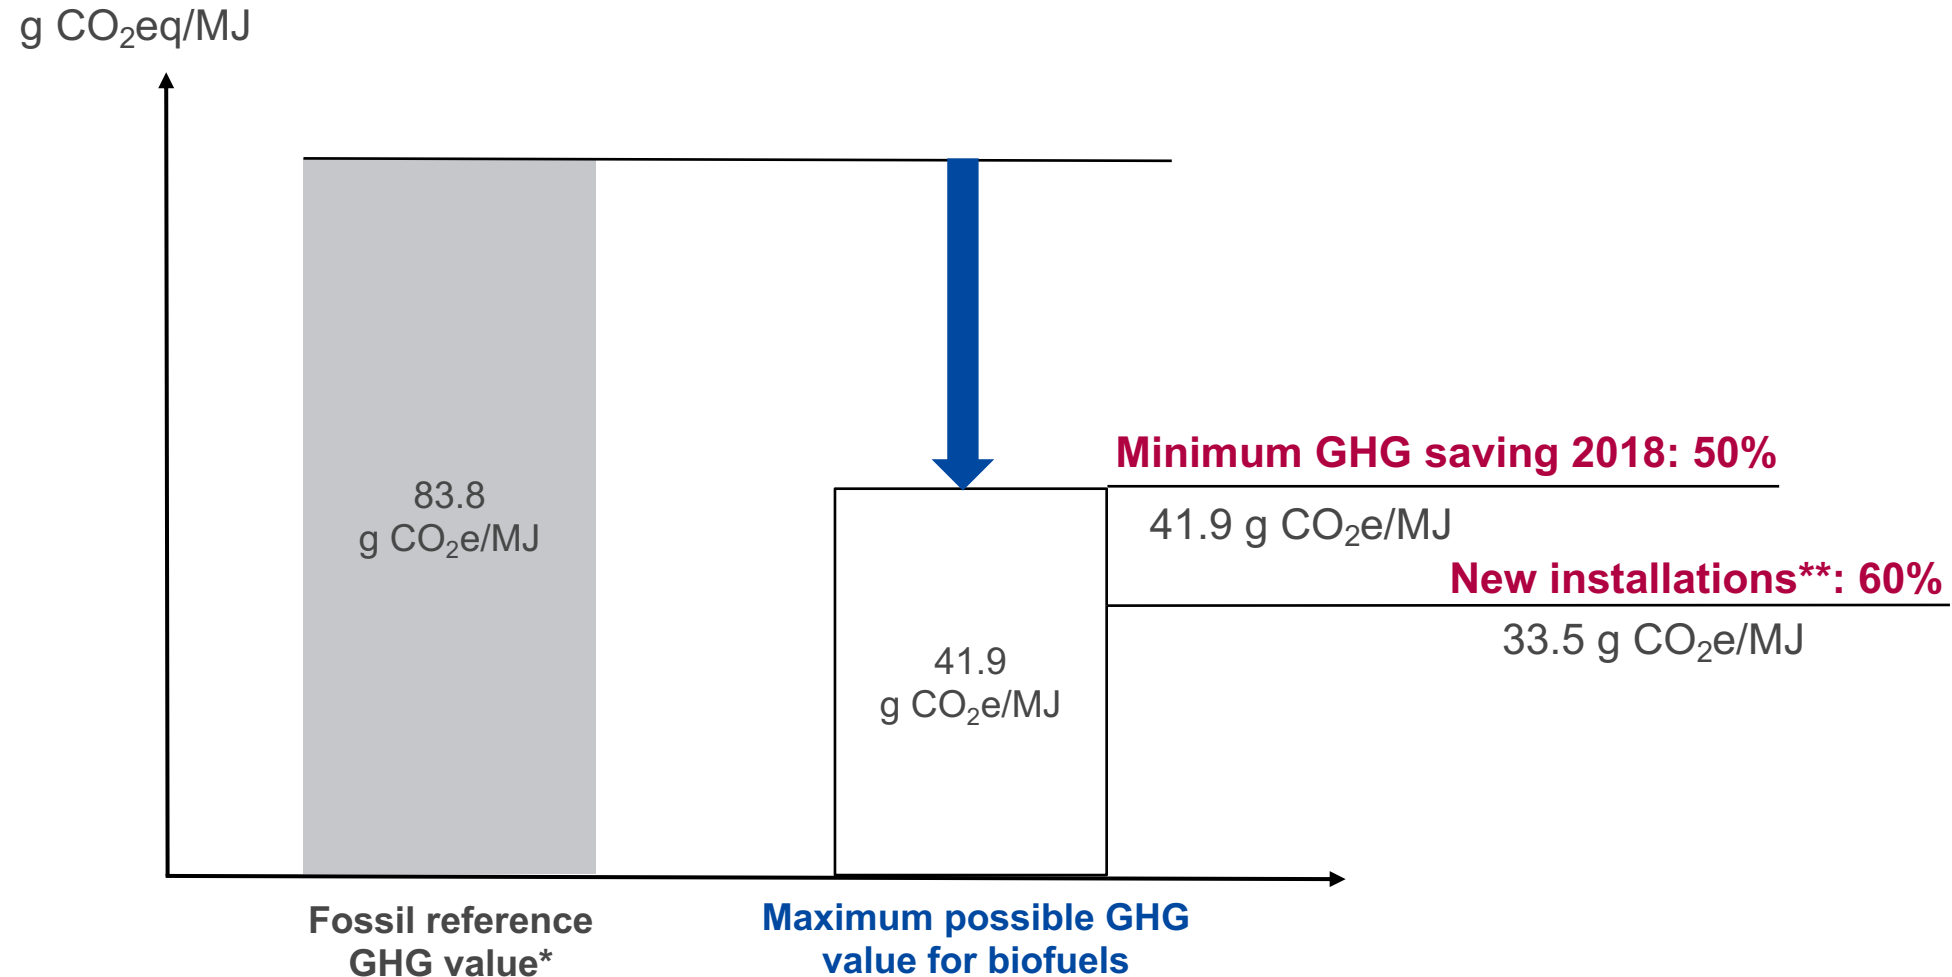 g CO₂eq/MJ
83.8
g CO₂e/MJ
Minimum GHG saving 2018: 50%
41.9 g CO₂e/MJ
New installations**: 60%
33.5 g CO₂e/MJ
41.9
g CO₂e/MJ
Fossil reference
GHG value*
Maximum possible GHG
value for biofuels